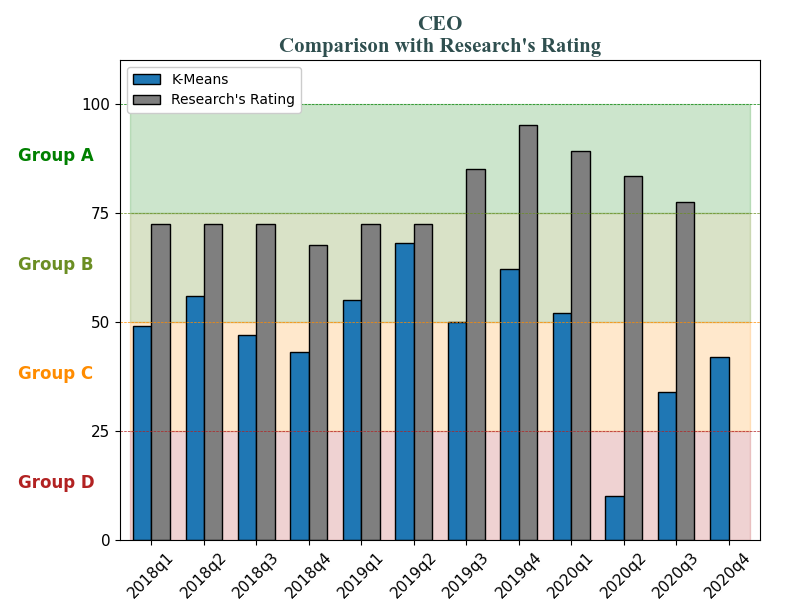 CEO
Comparison with Research's Rating
K-Means
Research's Rating
100
Group A
75
Group B
50
Group C
25
Group D
0
2018q1 2018q2 2018q3 2018q4 2019q1 2019q2 2019q3 2019q4 2020q1 2020q2 2020q3 2020q4